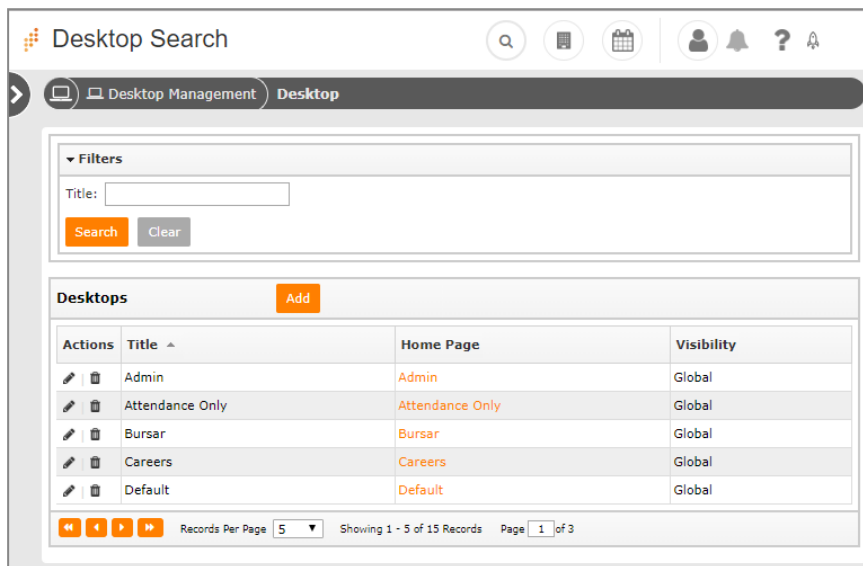 Desktop Search
?
Desktop Management Desktop
Filters
Title:
Search Clear
Desktops Add
Actions Title Home Page Visibility
Admin Admin Global
Attendance Only Attendance Only Global
Bursar Bursar Global
Careers Careers Global
Default Default Global
Records Per Page 5 Showing 1 - 5 of 15 Records Page 1 of 3